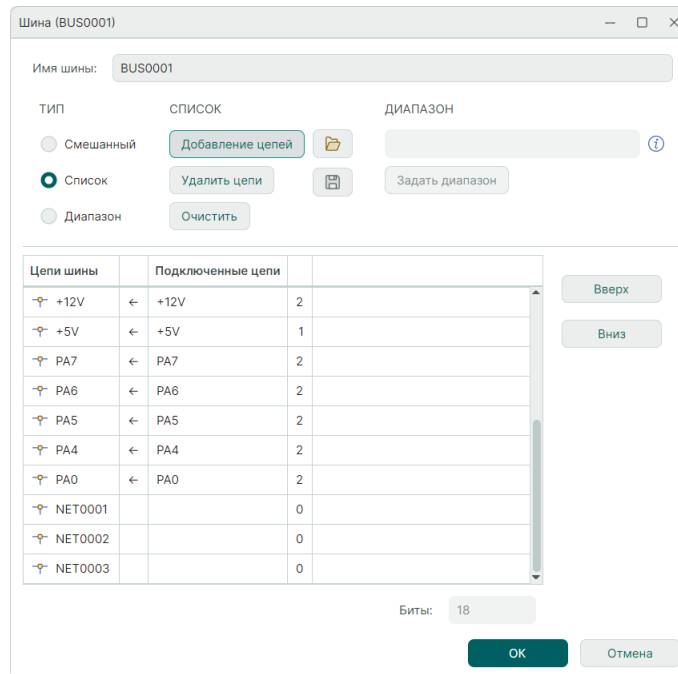 Шина (BUS0001)
Имя шины: BUS0001
ТИП СПИСОК ДИАПАЗОН
Смешанный Добавление цепей
Список Удалить цепи Задать диапазон
Диапазон Очистить
Цепи шины Подключенные цепи
+12V ← +12V 2
+5V ← +5V 1
PA7 ← PA7 2
PA6 ← PA6 2
PA5 ← PA5 2
PA4 ← PA4 2
PA0 ← PA0 2
NET0001 0
NET0002 0
NET0003 0
Вверх
Вниз
Биты: 18
OK Отмена